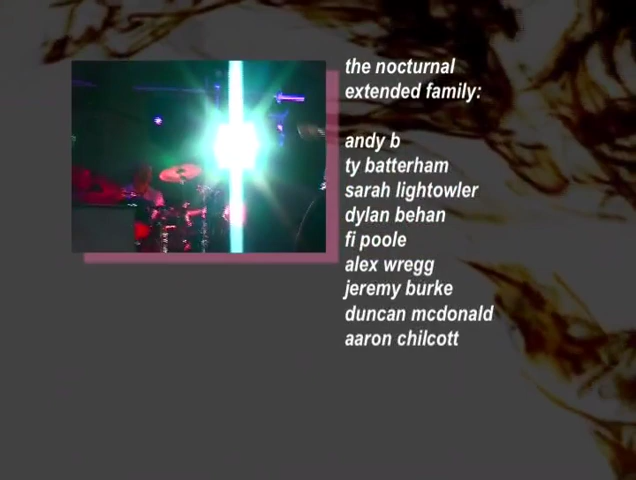 the nocturnal
extended family:
andy b
ty batterham
sarah lightowler
dylan behan
fi poole
alex wregg
jeremy burke
duncan mcdonald
aaron chilcott